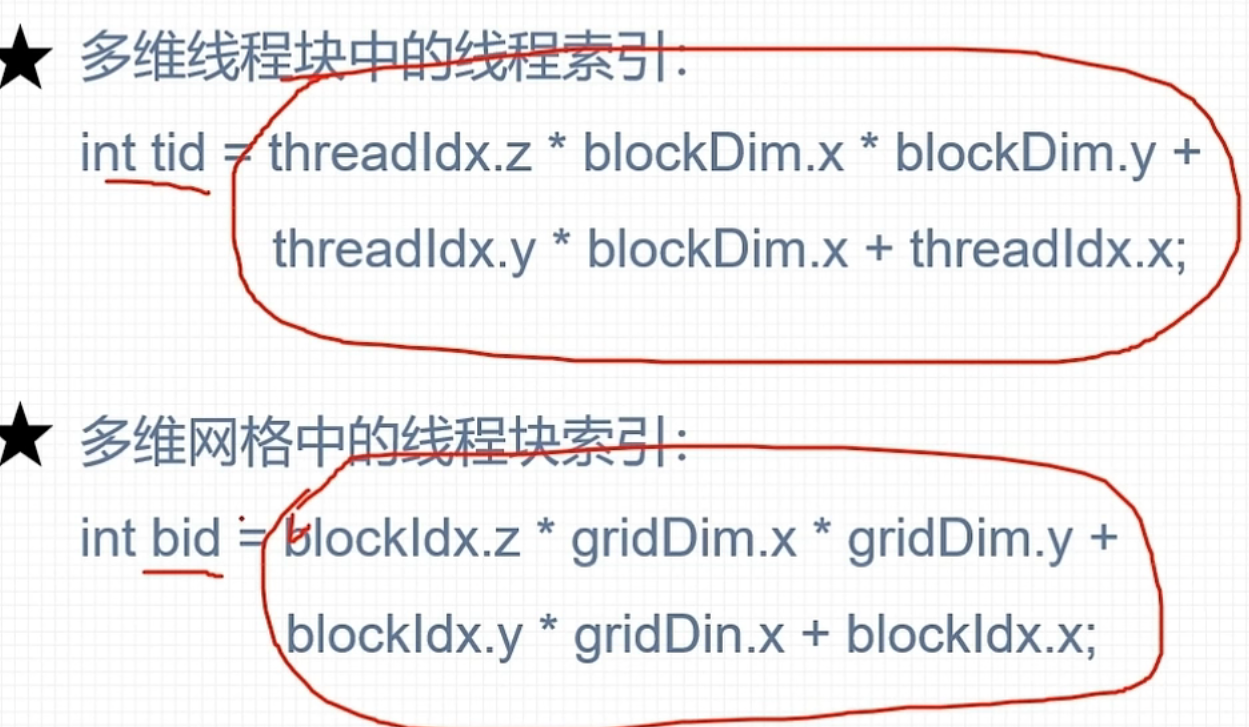 多维线程块中的线程索引：
int tid = threadIdx.z * blockDim.x * blockDim.y +
threadIdx.y * blockDim.x + threadIdx.x;
多维网格中的线程块索引：
int bid = blockIdx.z * gridDim.x * gridDim.y +
blockIdx.y * gridDin.x + blockIdx.x;